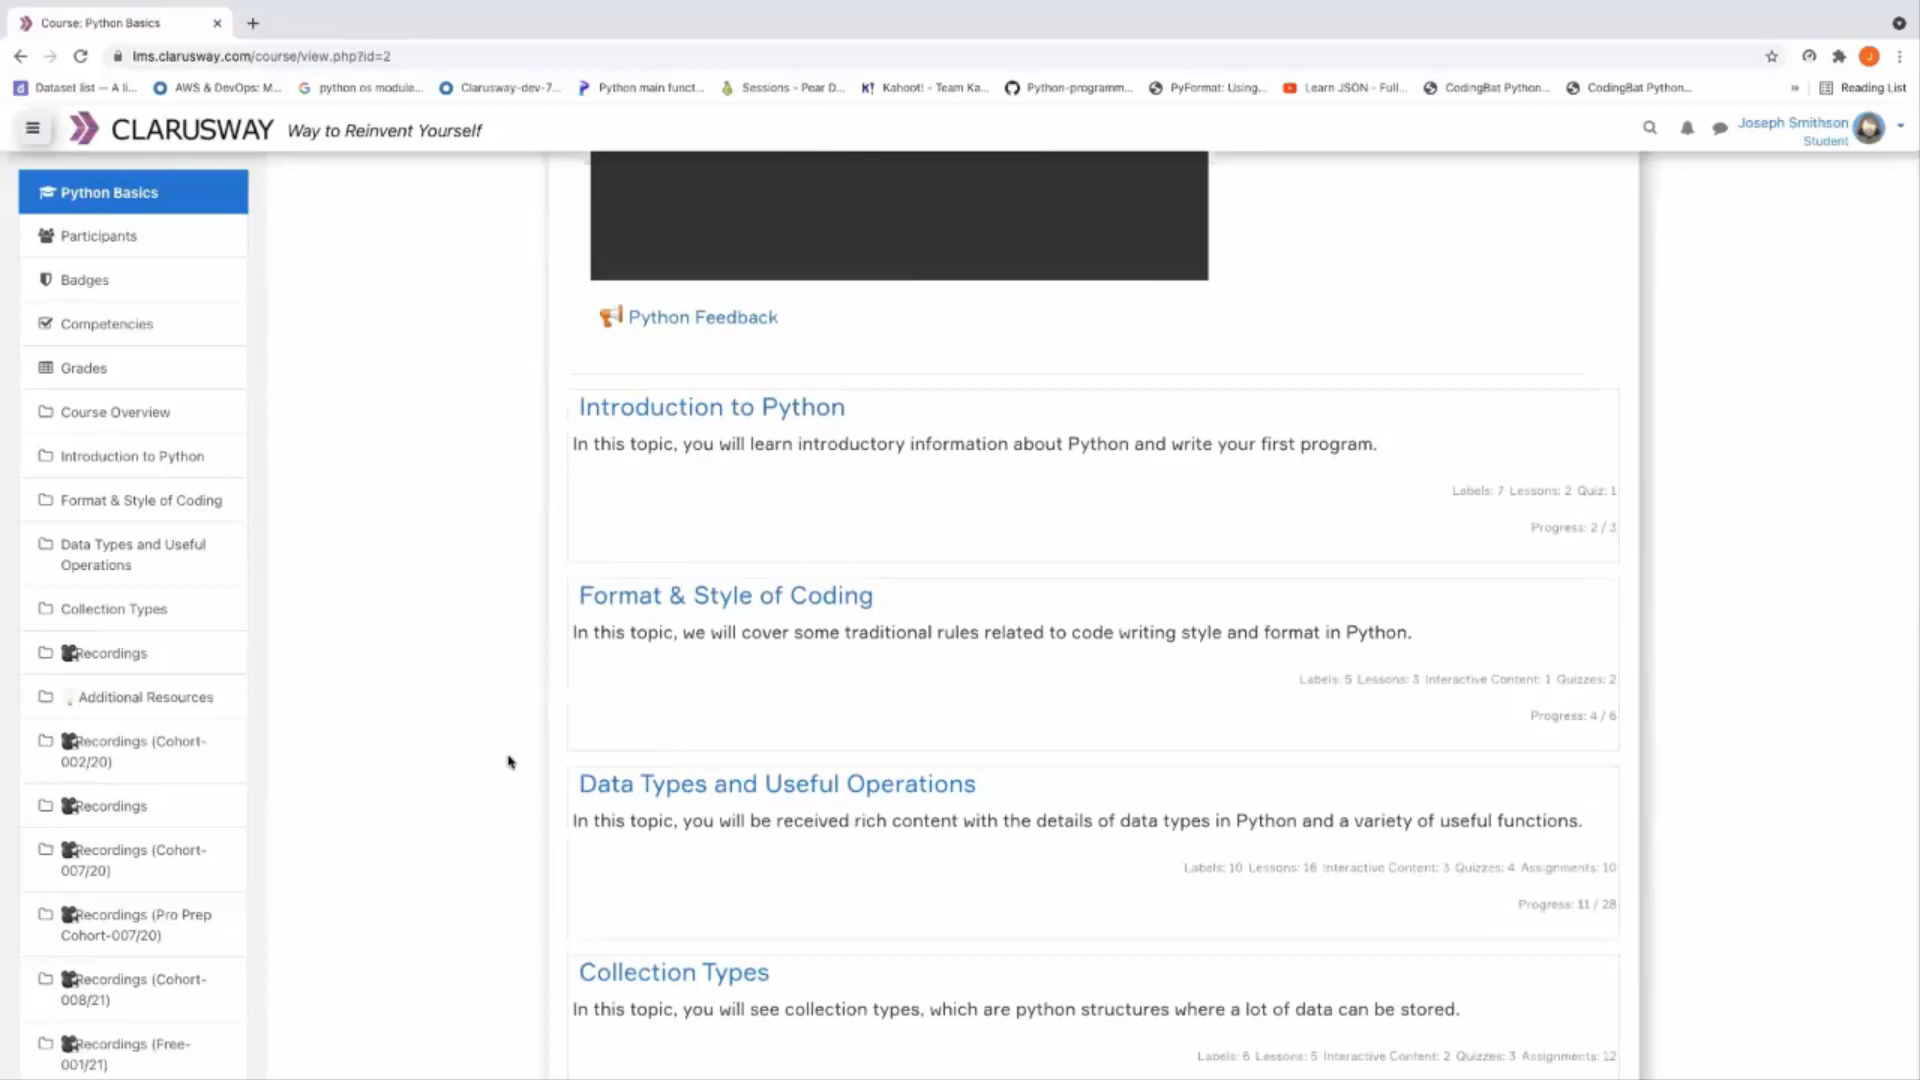 Course: Python Basics
lms.clarusway.com/course/view.php?id=2
Dataset list — A li... AWS & DevOps: M... python os module... Clarusway-dev-7... Python main funct... Sessions - Pear D... K! Kahoot! - Team Ka... Python-programm... PyFormat: Using... Learn JSON - Full... CodingBat Python... CodingBat Python... » Reading List
CLARUSWAY Way to Reinvent Yourself
Joseph Smithson
Student
Python Basics
Participants
Badges
Competencies
Grades
Course Overview
Introduction to Python
Format & Style of Coding
Data Types and Useful
Operations
Collection Types
Recordings
Additional Resources
Recordings (Cohort-
002/20)
Recordings
Recordings (Cohort-
007/20)
Recordings (Pro Prep
Cohort-007/20)
Recordings (Cohort-
008/21)
Recordings (Free-
001/21)
Python Feedback
Introduction to Python
In this topic, you will learn introductory information about Python and write your first program.
Labels: 7 Lessons: 2 Quiz: 1
Progress: 2 / 3
Format & Style of Coding
In this topic, we will cover some traditional rules related to code writing style and format in Python.
Labels: 5 Lessons: 3 Interactive Content: 1 Quizzes: 2
Progress: 4 / 6
Data Types and Useful Operations
In this topic, you will be received rich content with the details of data types in Python and a variety of useful functions.
Labels: 10 Lessons: 16 Interactive Content: 3 Quizzes: 4 Assignments: 10
Progress: 11 / 28
Collection Types
In this topic, you will see collection types, which are python structures where a lot of data can be stored.
Labels: 6 Lessons: 5 Interactive Content: 2 Quizzes: 3 Assignments: 12